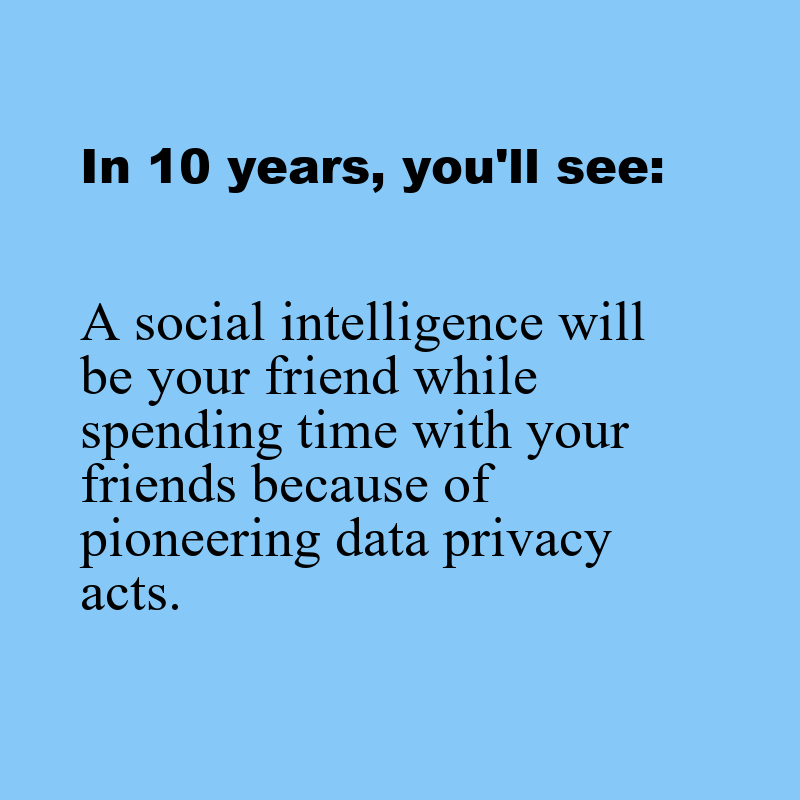 In 10 years, you'll see:
A social intelligence will
be your friend while
spending time with your
friends because of
pioneering data privacy
acts.